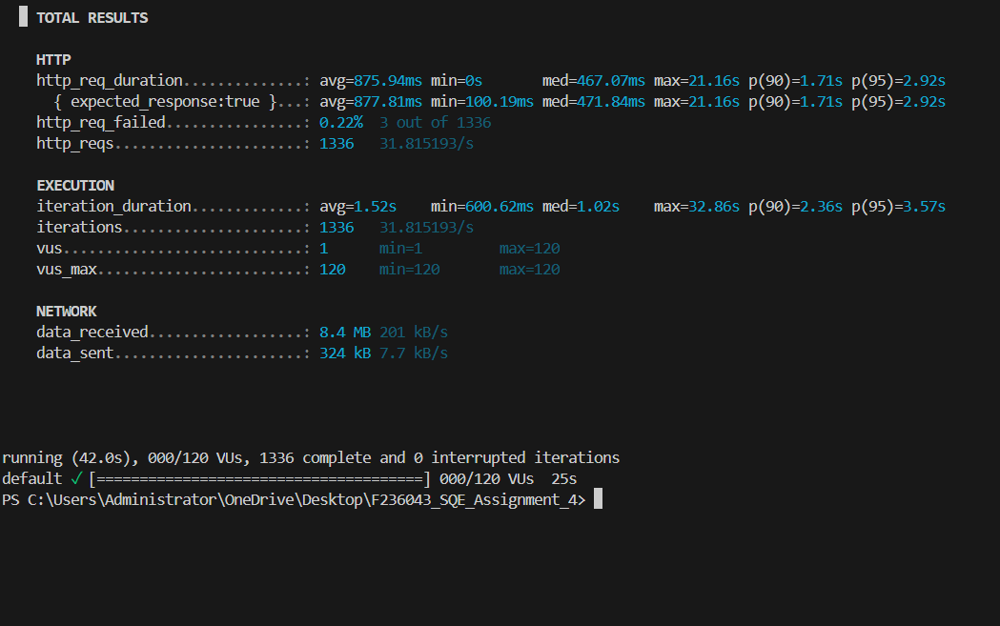 TOTAL RESULTS
HTTP
http_req_duration..............: avg=875.94ms min=0s       med=467.07ms max=21.16s p(90)=1.71s p(95)=2.92s
{ expected_response:true }...: avg=877.81ms min=100.19ms med=471.84ms max=21.16s p(90)=1.71s p(95)=2.92s
http_req_failed................: 0.22%  3 out of 1336
http_reqs......................: 1336   31.815193/s
EXECUTION
iteration_duration.............: avg=1.52s    min=600.62ms med=1.02s    max=32.86s p(90)=2.36s p(95)=3.57s
iterations.....................: 1336   31.815193/s
vus............................: 1      min=1         max=120
vus_max........................: 120    min=120       max=120
NETWORK
data_received..................: 8.4 MB 201 kB/s
data_sent......................: 324 kB 7.7 kB/s
running (42.0s), 000/120 VUs, 1336 complete and 0 interrupted iterations
default ✓ [======================================] 000/120 VUs  25s
PS C:\Users\Administrator\OneDrive\Desktop\F236043_SQE_Assignment_4>